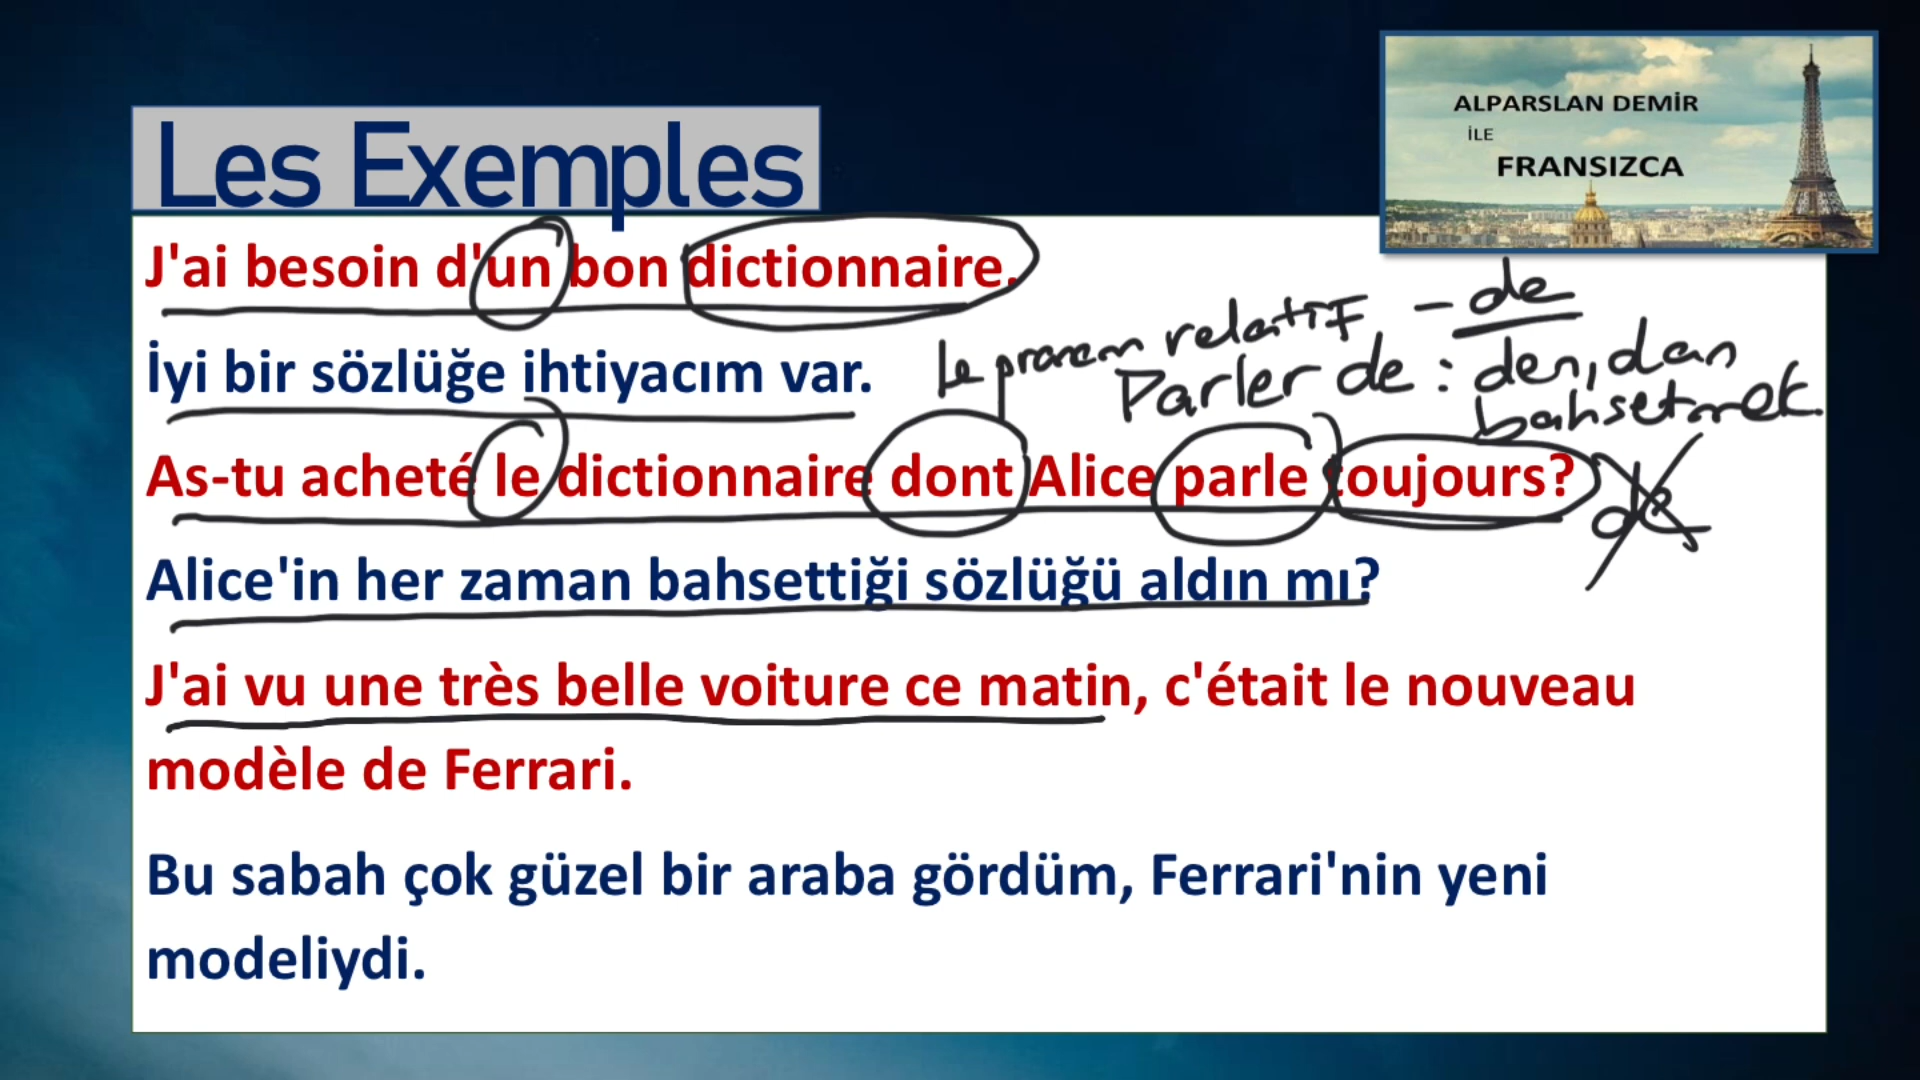 ALPARSLAN DEMİR
İLE
FRANSIZCA
Les Exemples
J'ai besoin d'un bon dictionnaire.
le pronom relatif - de
İyi bir sözlüğe ihtiyacım var.
Parler de : den, dan
bahsetmek.
As-tu acheté le dictionnaire dont Alice parle toujours?
de
Alice'in her zaman bahsettiği sözlüğü aldın mı?
J'ai vu une très belle voiture ce matin, c'était le nouveau
modèle de Ferrari.
Bu sabah çok güzel bir araba gördüm, Ferrari'nin yeni
modeliydi.